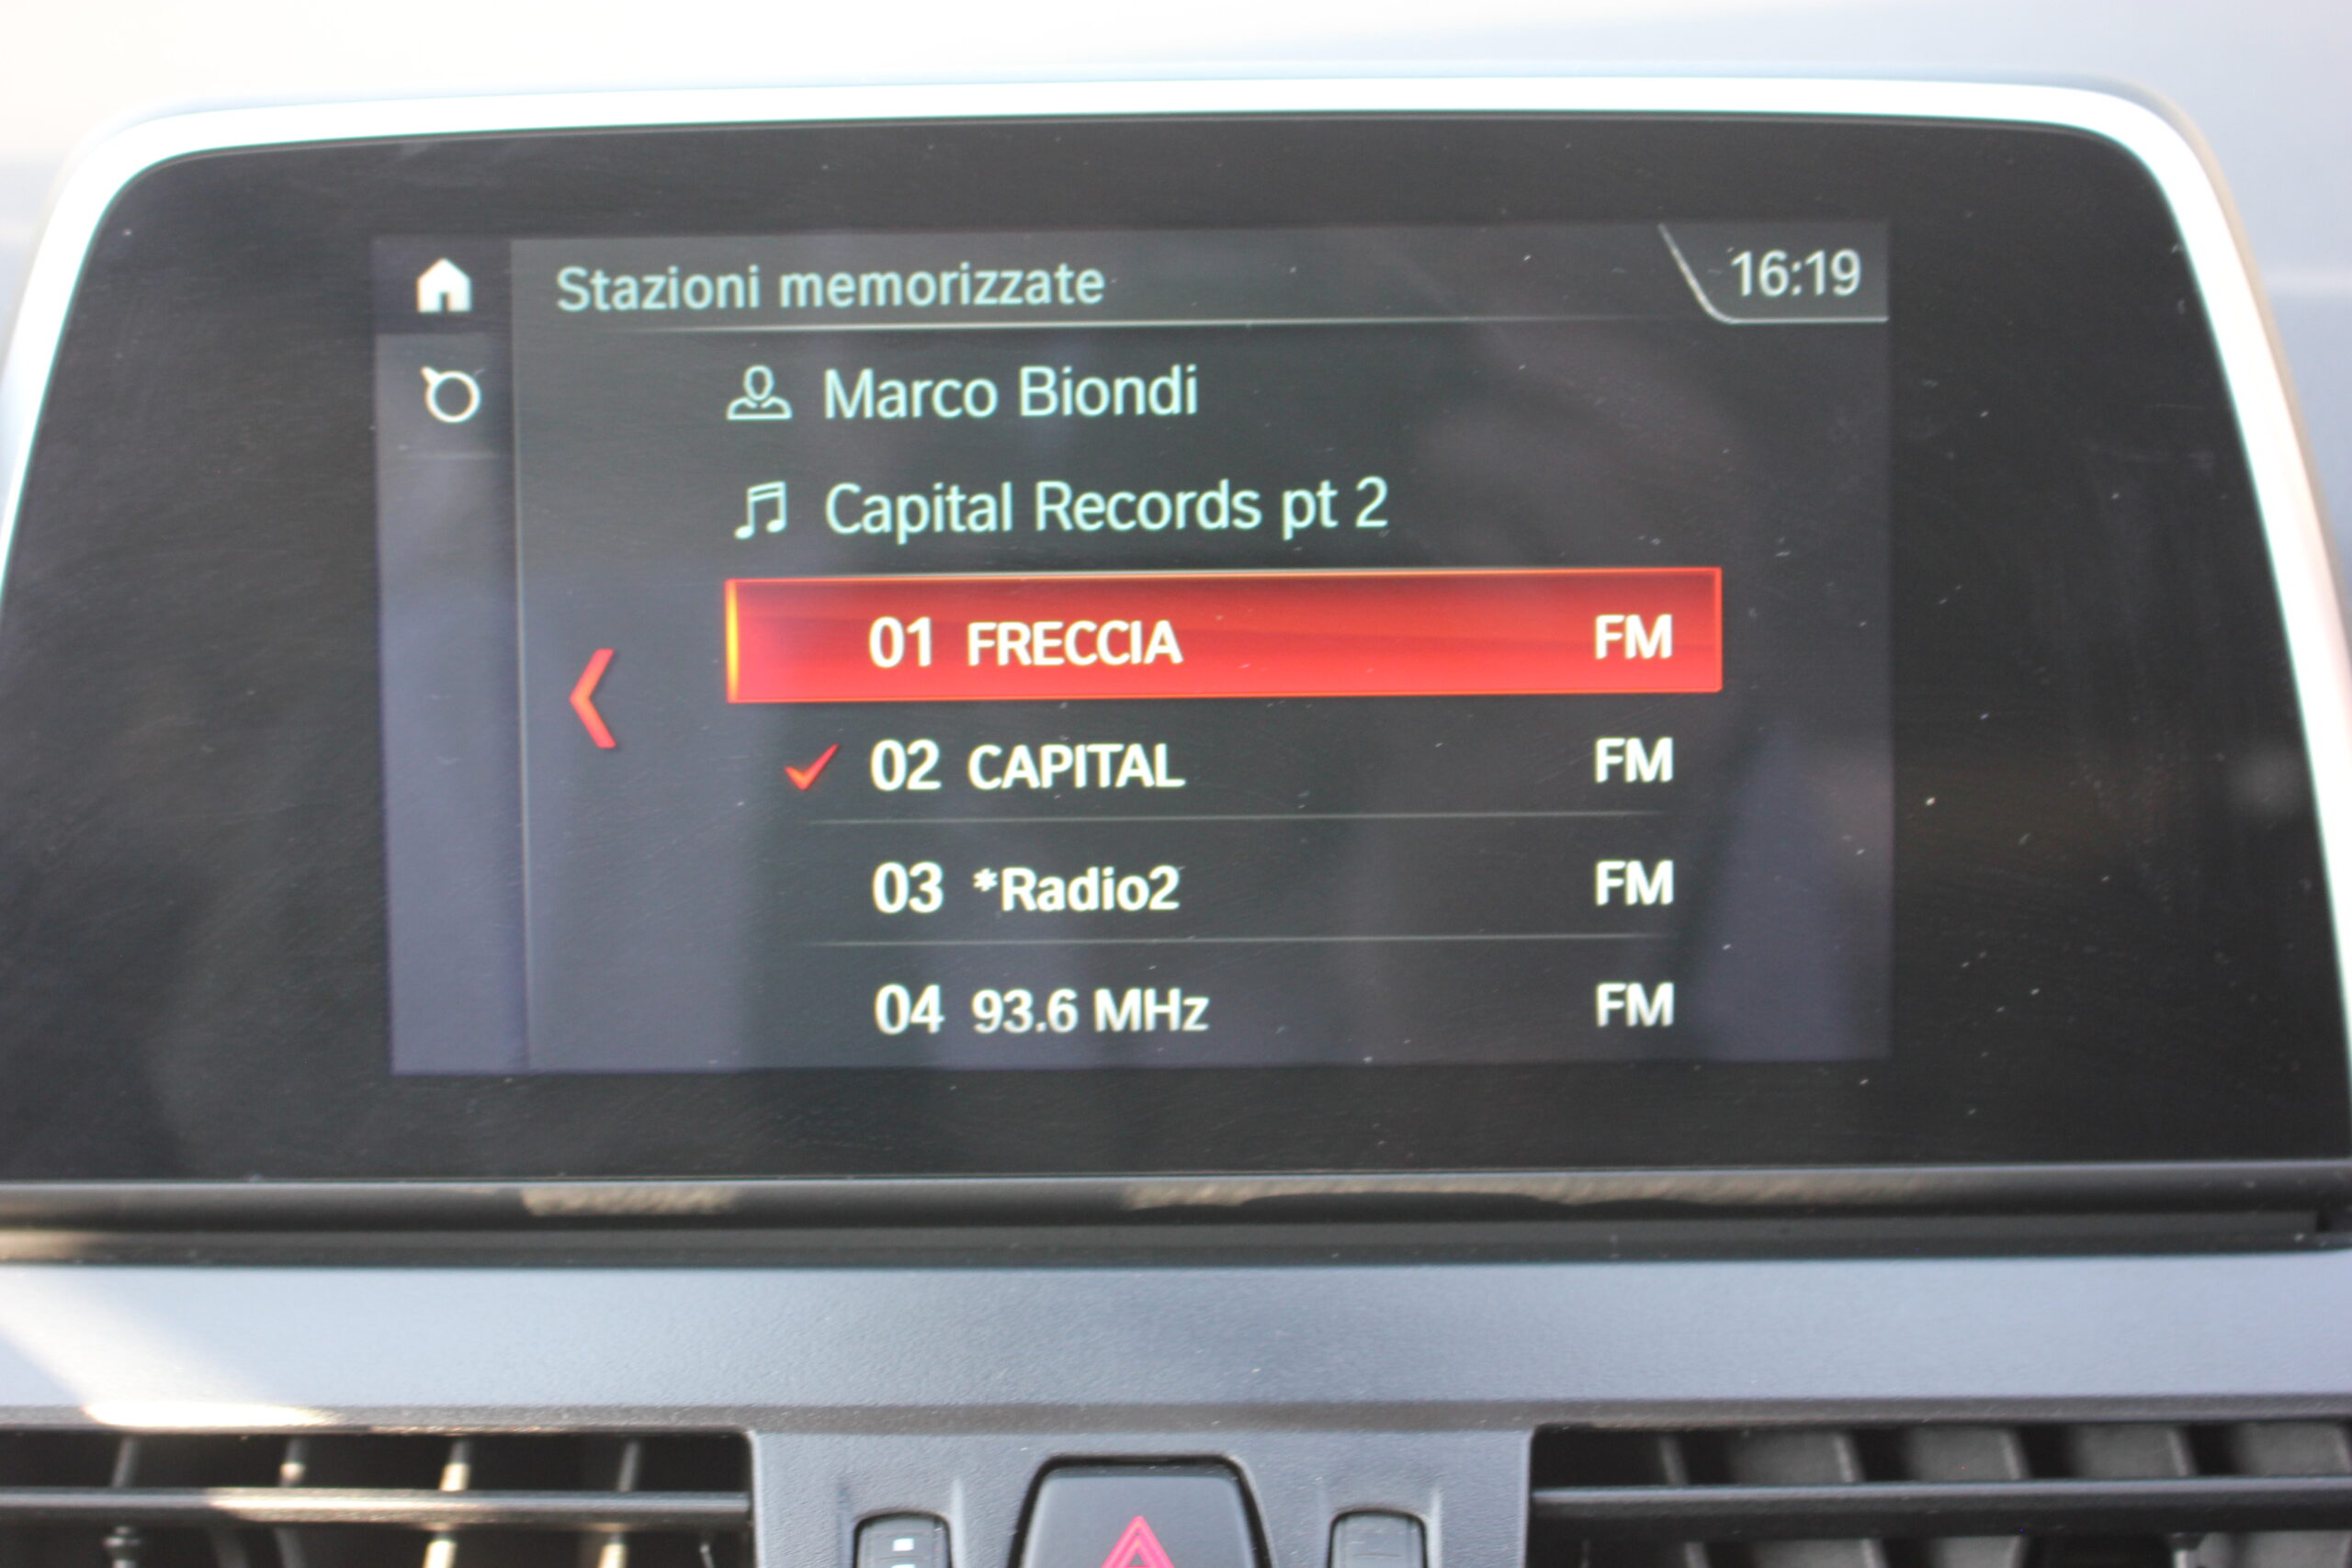 Stazioni memorizzate
16:19
Marco Biondi
Capital Records pt 2
01 FRECCIA FM
02 CAPITAL FM
03 *Radio2 FM
04 93.6 MHz FM